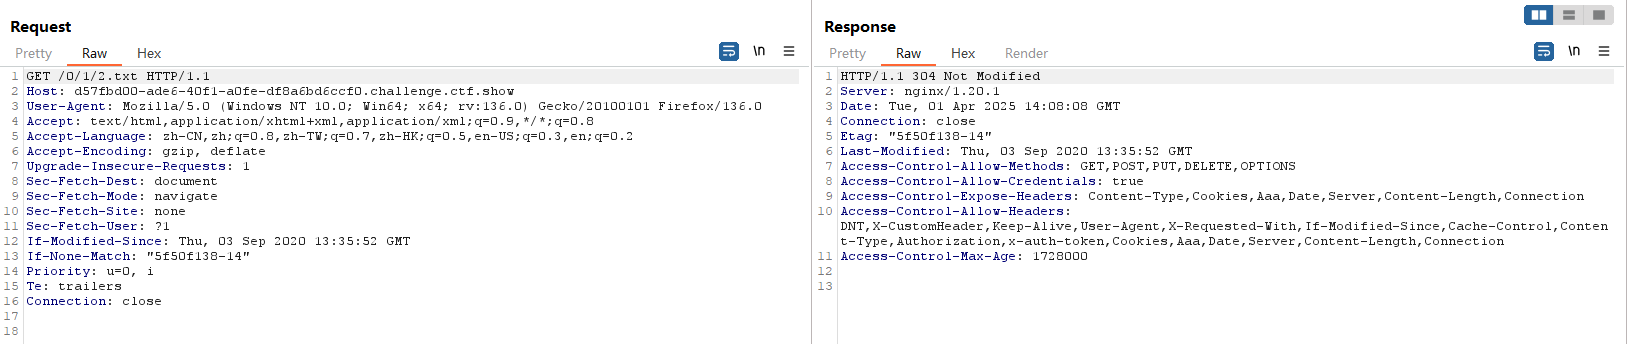 Request
Pretty Raw Hex
\n
1 GET /0/1/2.txt HTTP/1.1
2 Host: d57fbd00-ade6-40f1-a0fe-df8a6bd6ccf0.challenge.ctf.show
3 User-Agent: Mozilla/5.0 (Windows NT 10.0; Win64; x64; rv:136.0) Gecko/20100101 Firefox/136.0
4 Accept: text/html,application/xhtml+xml,application/xml;q=0.9,*/*;q=0.8
5 Accept-Language: zh-CN,zh;q=0.8,zh-TW;q=0.7,zh-HK;q=0.5,en-US;q=0.3,en;q=0.2
6 Accept-Encoding: gzip, deflate
7 Upgrade-Insecure-Requests: 1
8 Sec-Fetch-Dest: document
9 Sec-Fetch-Mode: navigate
10 Sec-Fetch-Site: none
11 Sec-Fetch-User: ?1
12 If-Modified-Since: Thu, 03 Sep 2020 13:35:52 GMT
13 If-None-Match: "5f50f138-14"
14 Priority: u=0, i
15 Te: trailers
16 Connection: close
17
18
Response
Pretty Raw Hex Render
\n
1 HTTP/1.1 304 Not Modified
2 Server: nginx/1.20.1
3 Date: Tue, 01 Apr 2025 14:08:08 GMT
4 Connection: close
5 Etag: "5f50f138-14"
6 Last-Modified: Thu, 03 Sep 2020 13:35:52 GMT
7 Access-Control-Allow-Methods: GET,POST,PUT,DELETE,OPTIONS
8 Access-Control-Allow-Credentials: true
9 Access-Control-Expose-Headers: Content-Type,Cookies,Aaa,Date,Server,Content-Length,Connection
10 Access-Control-Allow-Headers:
DNT,X-CustomHeader,Keep-Alive,User-Agent,X-Requested-With,If-Modified-Since,Cache-Control,Conten
t-Type,Authorization,x-auth-token,Cookies,Aaa,Date,Server,Content-Length,Connection
11 Access-Control-Max-Age: 1728000
12
13